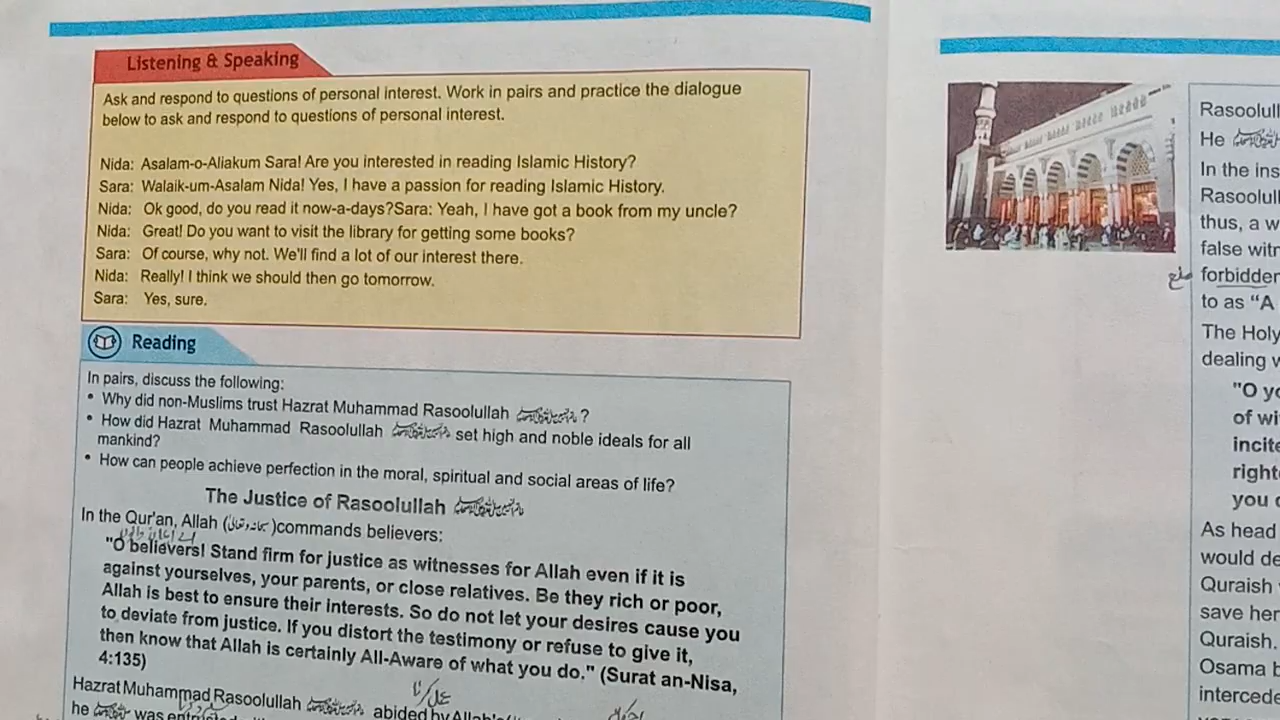 Listening & Speaking
Ask and respond to questions of personal interest. Work in pairs and practice the dialogue
below to ask and respond to questions of personal interest.
Nida: Asalam-o-Aliakum Sara! Are you interested in reading Islamic History?
Sara: Walaik-um-Asalam Nida! Yes, I have a passion for reading Islamic History.
Nida: Ok good, do you read it now-a-days?Sara: Yeah, I have got a book from my uncle?
Nida: Great! Do you want to visit the library for getting some books?
Sara: Of course, why not. We'll find a lot of our interest there.
Nida: Really! I think we should then go tomorrow.
Sara: Yes, sure.
Reading
In pairs, discuss the following:
• Why did non-Muslims trust Hazrat Muhammad Rasoolullah ?
• How did Hazrat Muhammad Rasoolullah set high and noble ideals for all
mankind?
• How can people achieve perfection in the moral, spiritual and social areas of life?
The Justice of Rasoolullah
In the Qur'an, Allah ( )commands believers:
"O believers! Stand firm for justice as witnesses for Allah even if it is
against yourselves, your parents, or close relatives. Be they rich or poor,
Allah is best to ensure their interests. So do not let your desires cause you
to deviate from justice. If you distort the testimony or refuse to give it,
then know that Allah is certainly All-Aware of what you do." (Surat an-Nisa,
4:135)
Hazrat Muhammad Rasoolullah abided by Allah's
he was entrusted
Rasoolull
He
In the ins
Rasoolull
thus, a w
false witn
forbidden
to as “A
The Holy
dealing w
"O yo
of wi
incite
right
you
As head
would de
Quraish
save her
Quraish.
Osama b
intercede